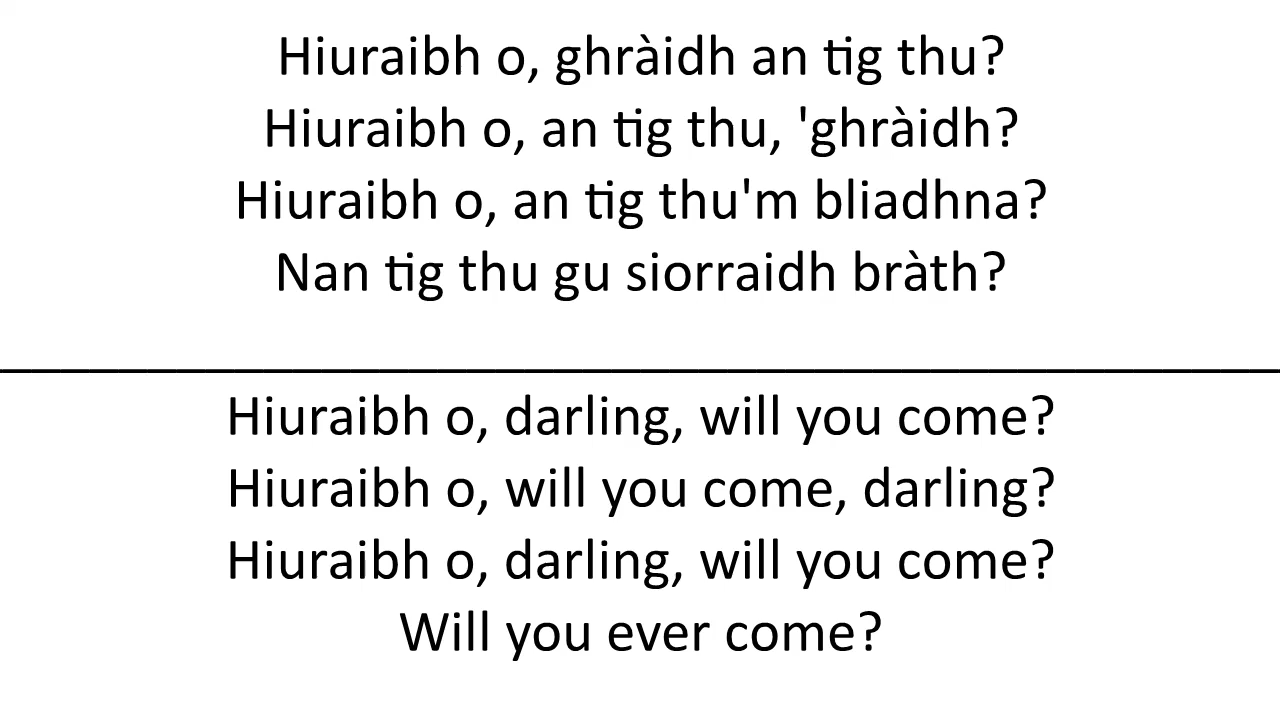 Hiuraibh o, ghràidh an tig thu?
Hiuraibh o, an tig thu, 'ghràidh?
Hiuraibh o, an tig thu'm bliadhna?
Nan tig thu gu siorraidh bràth?
Hiuraibh o, darling, will you come?
Hiuraibh o, will you come, darling?
Hiuraibh o, darling, will you come?
Will you ever come?